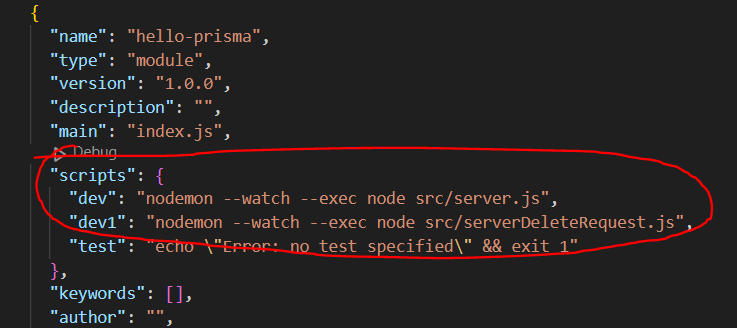 {
"name": "hello-prisma",
"type": "module",
"version": "1.0.0",
"description": "",
"main": "index.js",
Debug
"scripts": {
"dev": "nodemon --watch --exec node src/server.js",
"dev1": "nodemon --watch --exec node src/serverDeleteRequest.js",
"test": "echo \"Error: no test specified\" && exit 1"
},
"keywords": [],
"author": "",